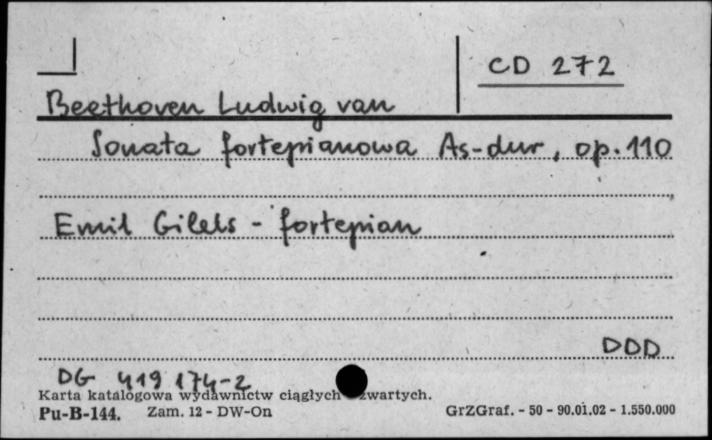 CD 272
Beethoven Ludwig van
Sonata fortepianowa As-dur, op. 110
Emil Gilels - fortepian
DDD
DG 419 174-2
Karta katalogowa wydawnictw ciągłych zwartych.
Pu-B-144. Zam. 12 - DW-On GrZGraf. - 50 - 90.01.02 - 1.550.000